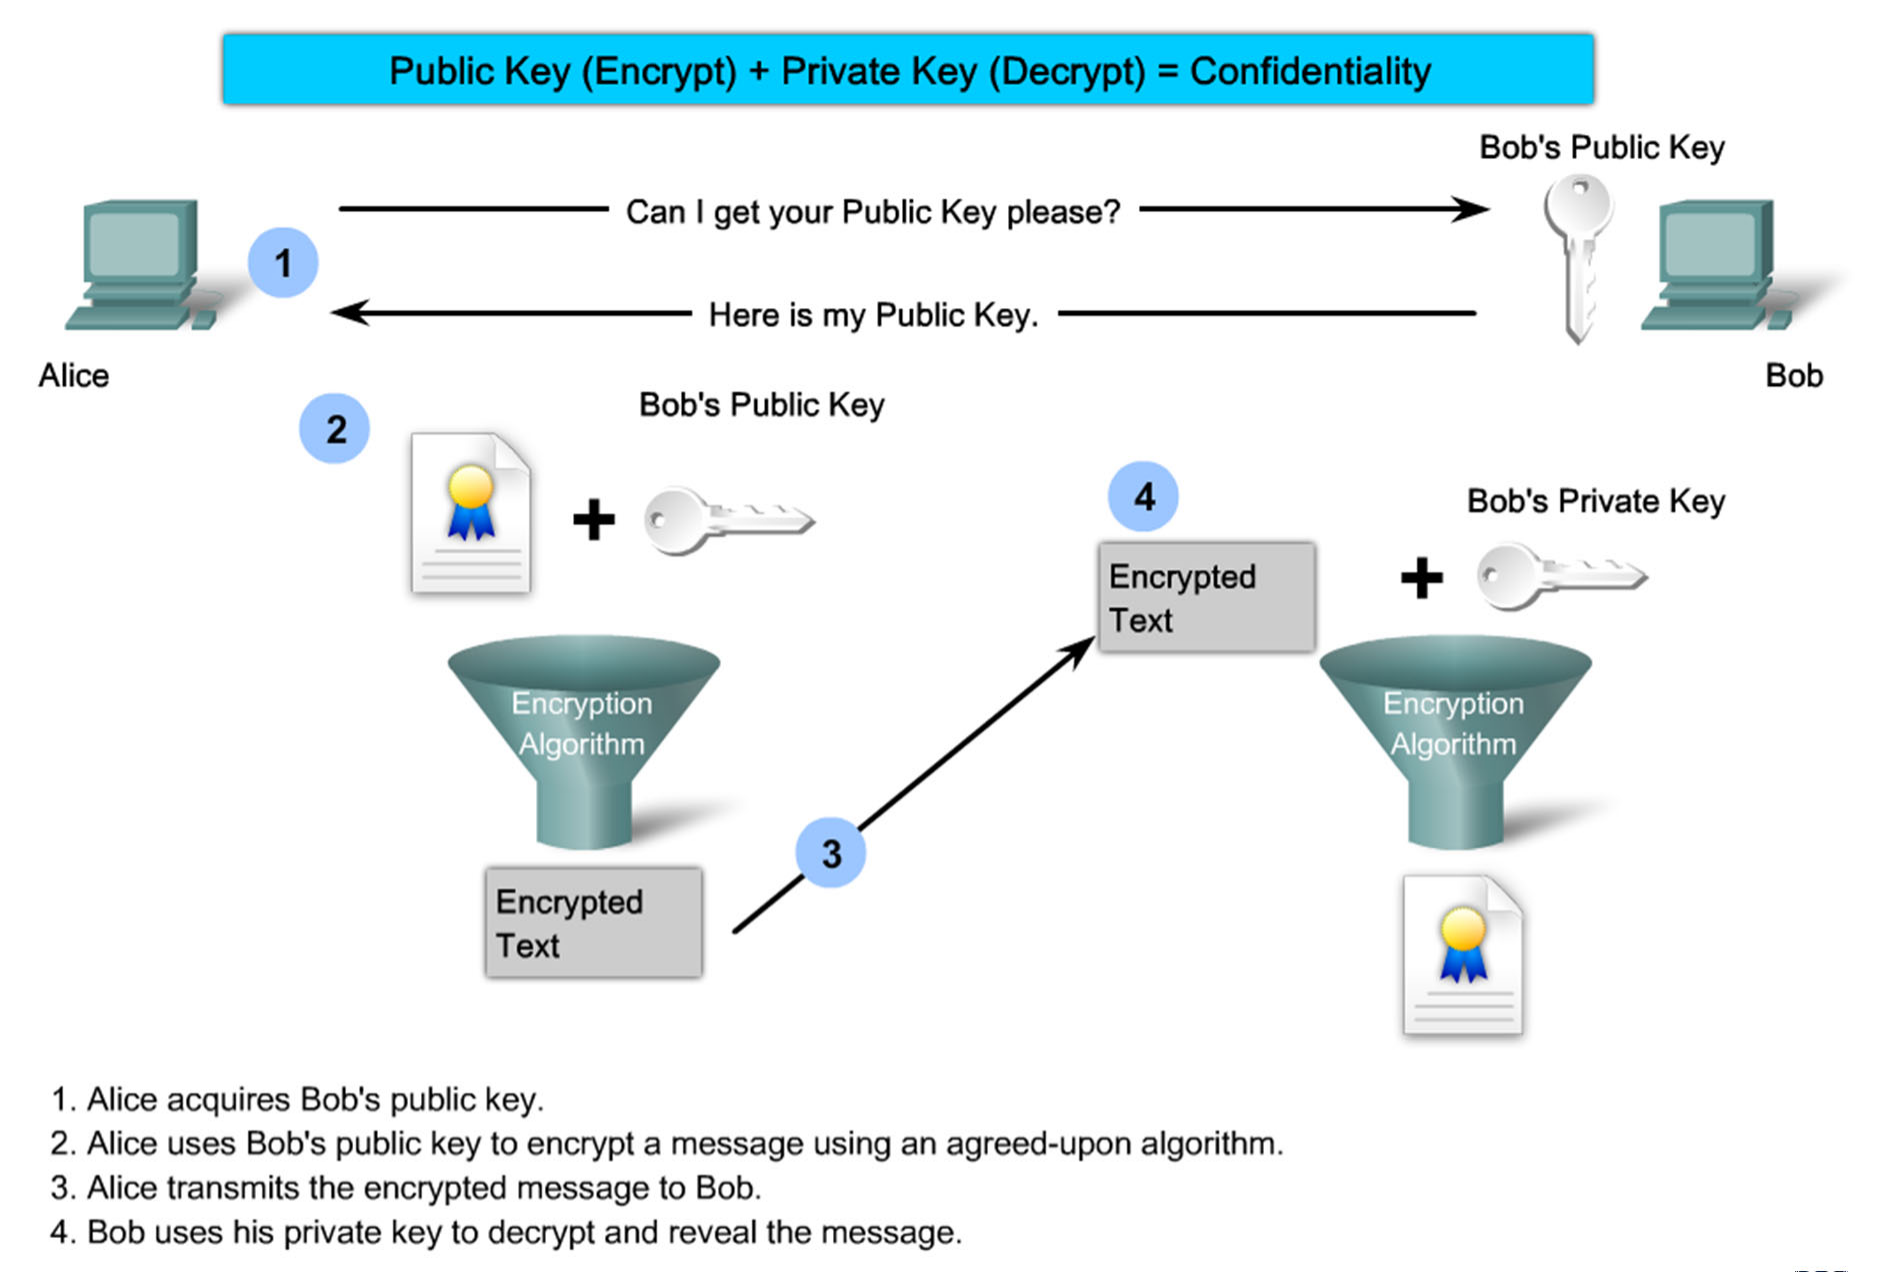 Public Key (Encrypt) + Private Key (Decrypt) = Confidentiality
Bob's Public Key
Can I get your Public Key please?
1
Here is my Public Key.
Alice
Bob
2
Bob's Public Key
4
Bob's Private Key
Encrypted
Text
Encryption
Algorithm
Encryption
Algorithm
3
Encrypted
Text
1. Alice acquires Bob's public key.
2. Alice uses Bob's public key to encrypt a message using an agreed-upon algorithm.
3. Alice transmits the encrypted message to Bob.
4. Bob uses his private key to decrypt and reveal the message.